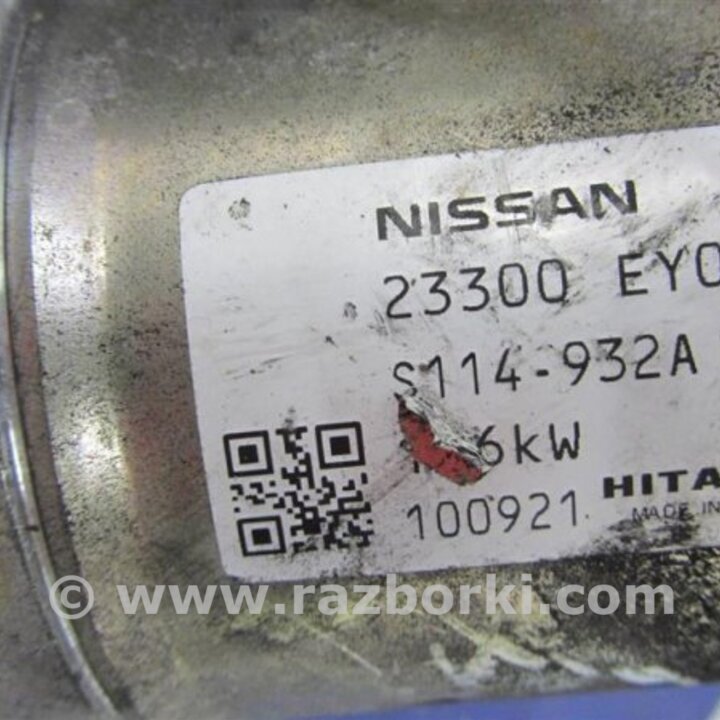 NISSAN
23300 EY0
S114-932A
6kW
100921 HITA
MADE IN
© www.razborki.com